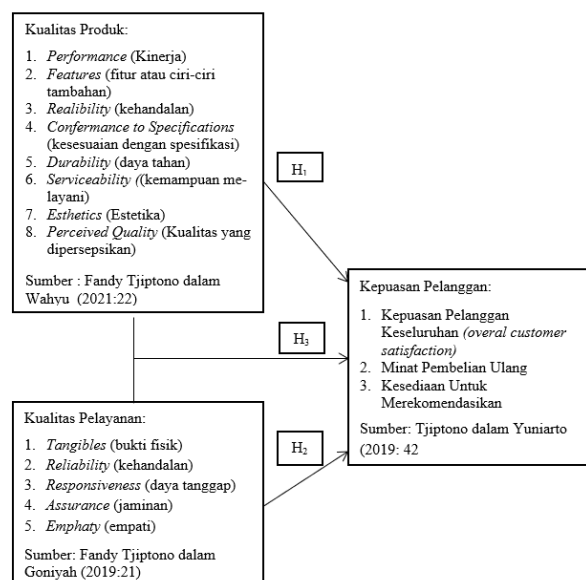 Kualitas Produk:
1. Performance (Kinerja)
2. Features (fitur atau ciri-ciri
tambahan)
3. Realibility (kehandalan)
4. Confermance to Specifications
(kesesuaian dengan spesifikasi)
5. Durability (daya tahan)
6. Serviceability ((kemampuan me-
layani)
7. Esthetics (Estetika)
8. Perceived Quality (Kualitas yang
dipersepsikan)
Sumber : Fandy Tjiptono dalam
Wahyu (2021:22)
H1
H3
H2
Kualitas Pelayanan:
1. Tangibles (bukti fisik)
2. Reliability (kehandalan)
3. Responsiveness (daya tanggap)
4. Assurance (jaminan)
5. Emphaty (empati)
Sumber: Fandy Tjiptono dalam
Goniyah (2019:21)
Kepuasan Pelanggan:
1. Kepuasan Pelanggan
Keseluruhan (overal customer
satisfaction)
2. Minat Pembelian Ulang
3. Kesediaan Untuk
Merekomendasikan
Sumber: Tjiptono dalam Yuniarto
(2019: 42